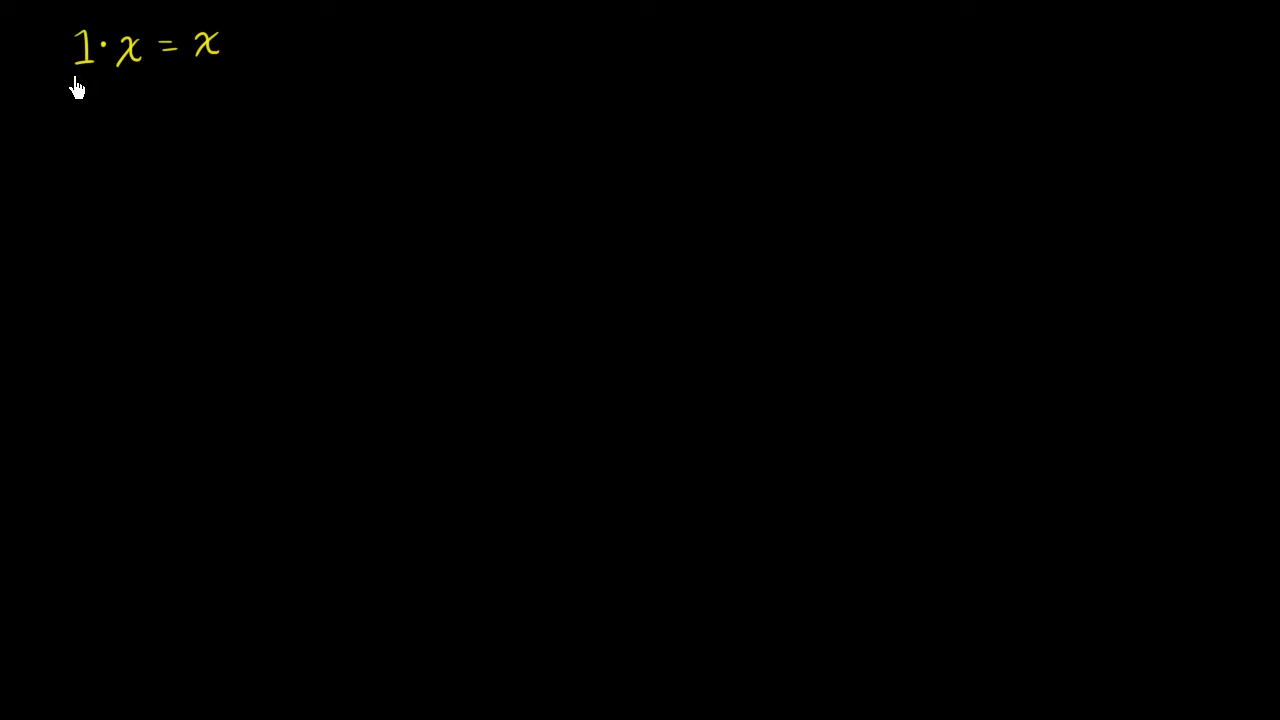 1 · x = x